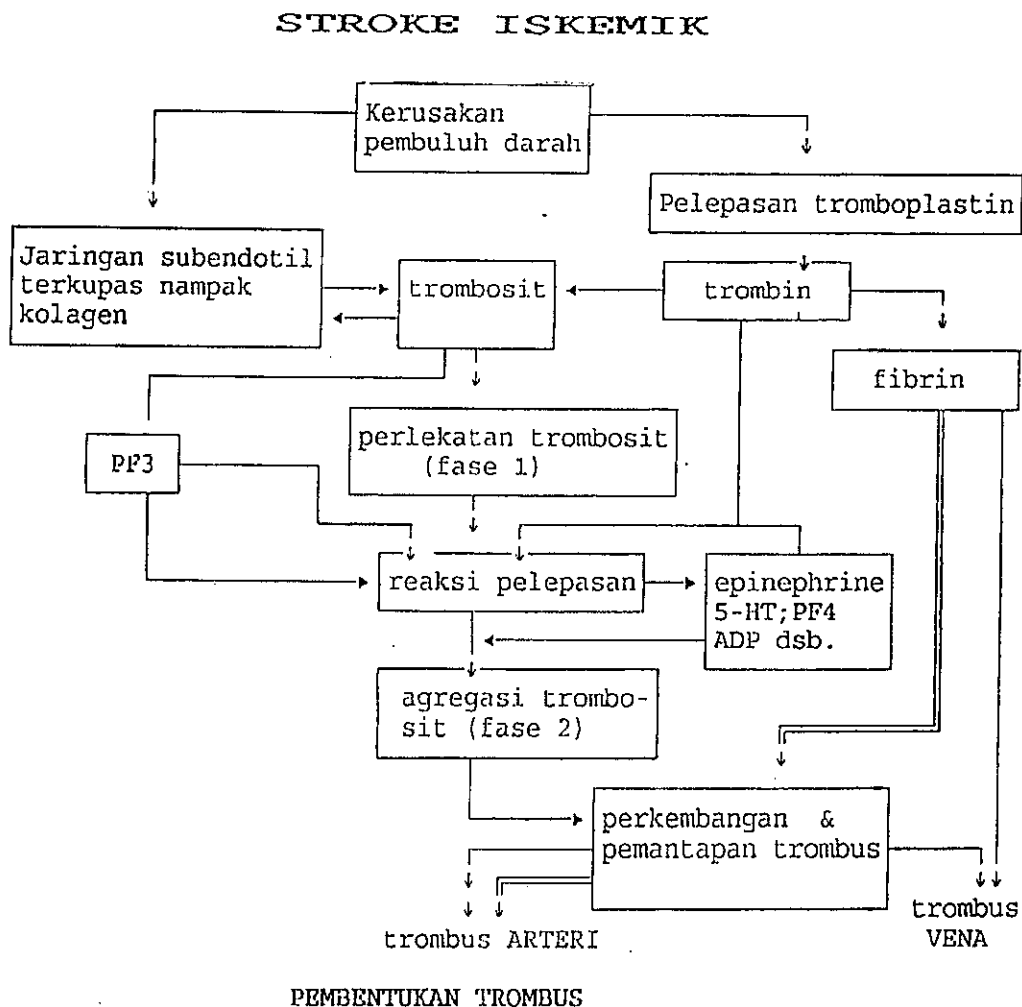 STROKE ISKEMIK
Kerusakan
pembuluh darah
Pelepasan tromboplastin
Jaringan subendotil
terkupas nampak
kolagen
trombosit
trombin
fibrin
perlekatan trombosit
(fase 1)
PF3
reaksi pelepasan
epinephrine
5-HT;PF4
ADP dsb.
agregasi trombo-
sit (fase 2)
perkembangan &
pemantapan trombus
trombus ARTERI
trombus
VENA
PEMBENTUKAN TROMBUS